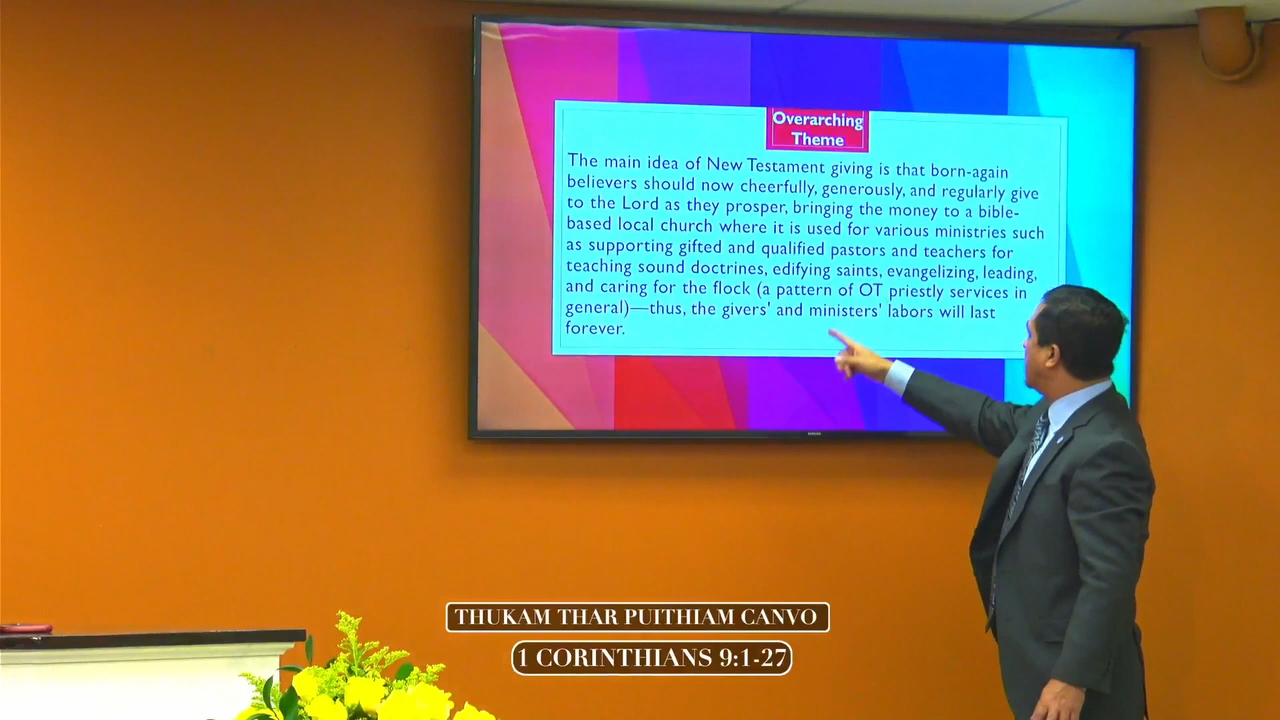 Overarching
Theme
The main idea of New Testament giving is that born-again
believers should now cheerfully, generously, and regularly give
to the Lord as they prosper, bringing the money to a bible-
based local church where it is used for various ministries such
as supporting gifted and qualified pastors and teachers for
teaching sound doctrines, edifying saints, evangelizing, leading,
and caring for the flock (a pattern of OT priestly services in
general)—thus, the givers' and ministers' labors will last
forever.
THUKAM THAR PUITHIAM CANVO
1 CORINTHIANS 9:1-27